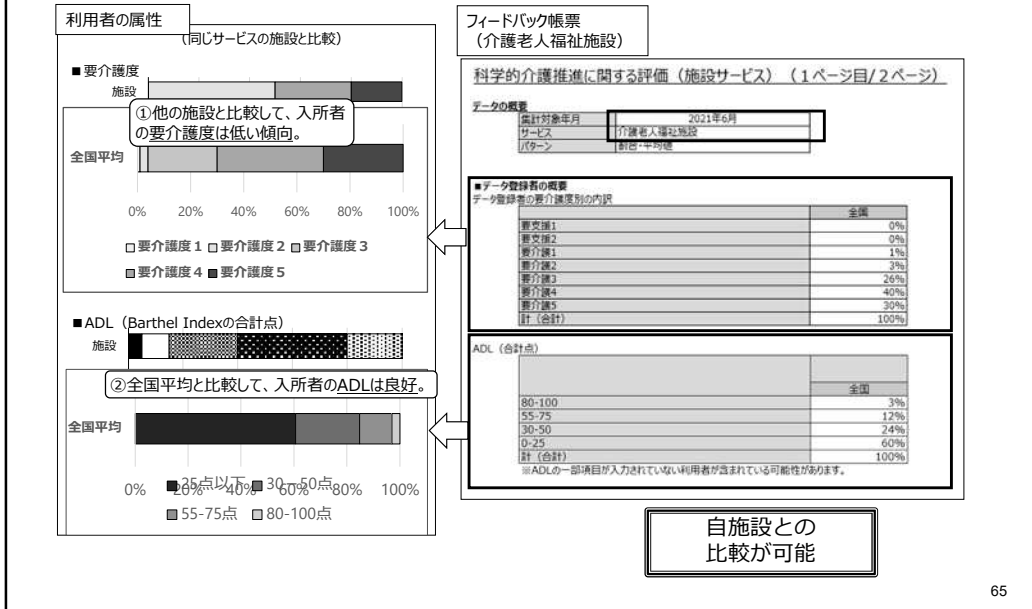 利用者の属性
（同じサービスの施設と比較）
■要介護度
施設
①他の施設と比較して、入所者
の要介護度は低い傾向。
全国平均
0% 20% 40% 60% 80% 100%
□要介護度１ □要介護度２ ■要介護度３
■要介護度４ ■要介護度５
■ADL（Barthel Indexの合計点）
施設
②全国平均と比較して、入所者のADLは良好。
全国平均
0% 20% 40% 60% 80% 100%
■25点以下 ■30－50点
■55-75点 □80-100点
フィードバック帳票
（介護老人福祉施設）
科学的介護推進に関する評価（施設サービス）（１ページ目/２ページ）
データの概要
集計対象年月 2021年6月
サービス 介護老人福祉施設
パターン 割合・平均値
■データ登録者の概要
データ登録者の要介護度別の内訳
全国
要支援1 0%
要支援2 0%
要介護1 1%
要介護2 3%
要介護3 26%
要介護4 40%
要介護5 30%
計（合計） 100%
ADL（合計点）
全国
80-100 3%
55-75 12%
30-50 24%
0-25 60%
計（合計） 100%
※ADLの一部項目が入力されていない利用者が含まれている可能性があります。
自施設との
比較が可能
65